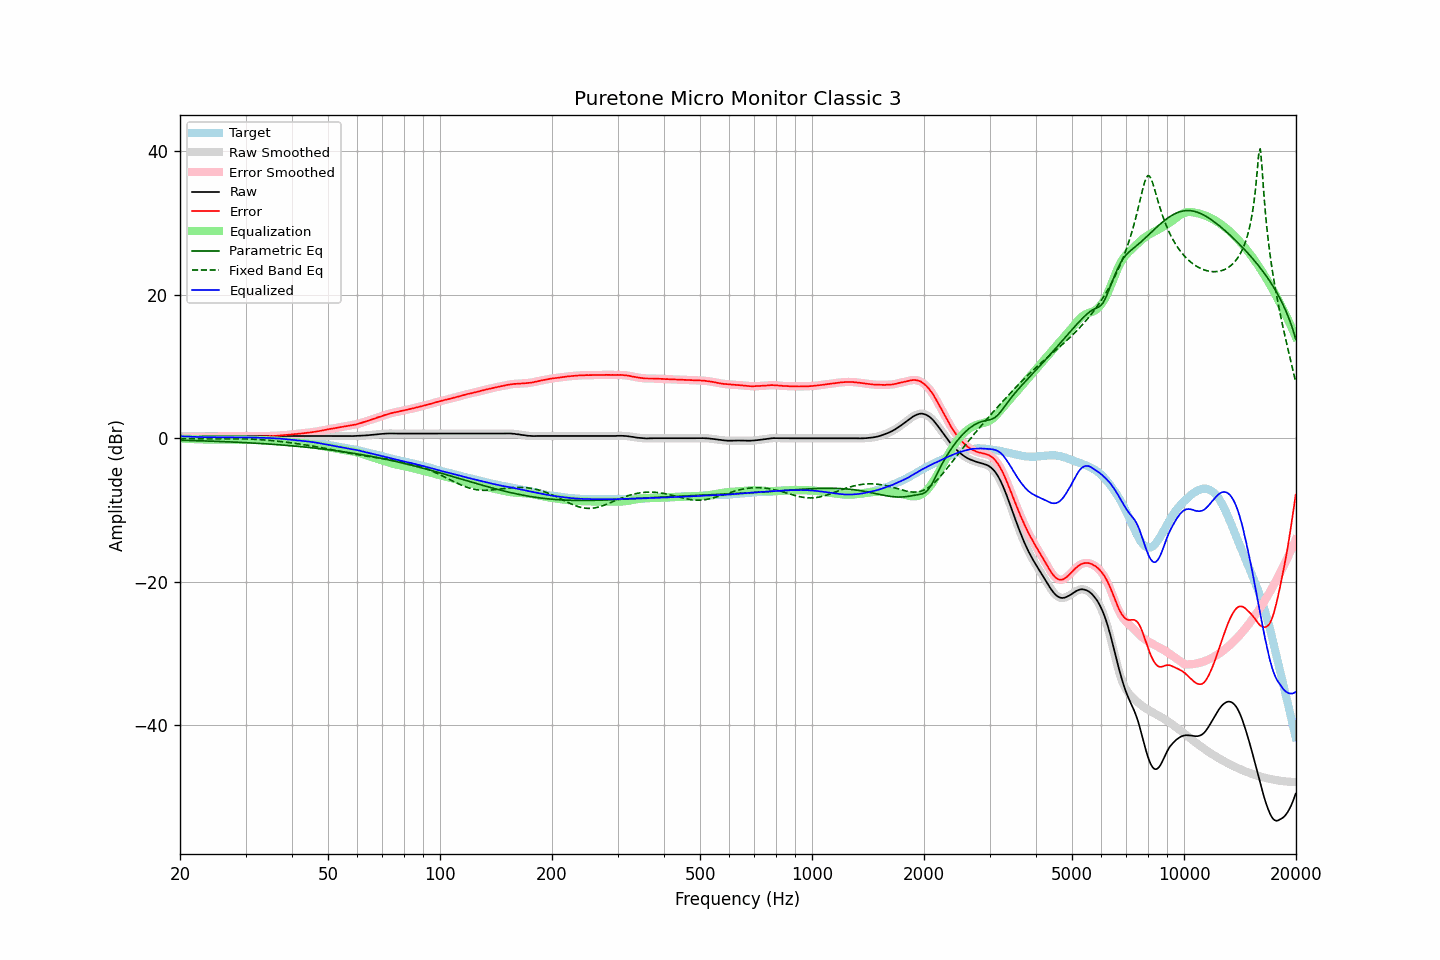 Puretone Micro Monitor Classic 3
Target
Raw Smoothed
Error Smoothed
Raw
Error
Equalization
Parametric Eq
Fixed Band Eq
Equalized
40
20
0
−20
−40
Amplitude (dBr)
20 50 100 200 500 1000 2000 5000 10000 20000
Frequency (Hz)